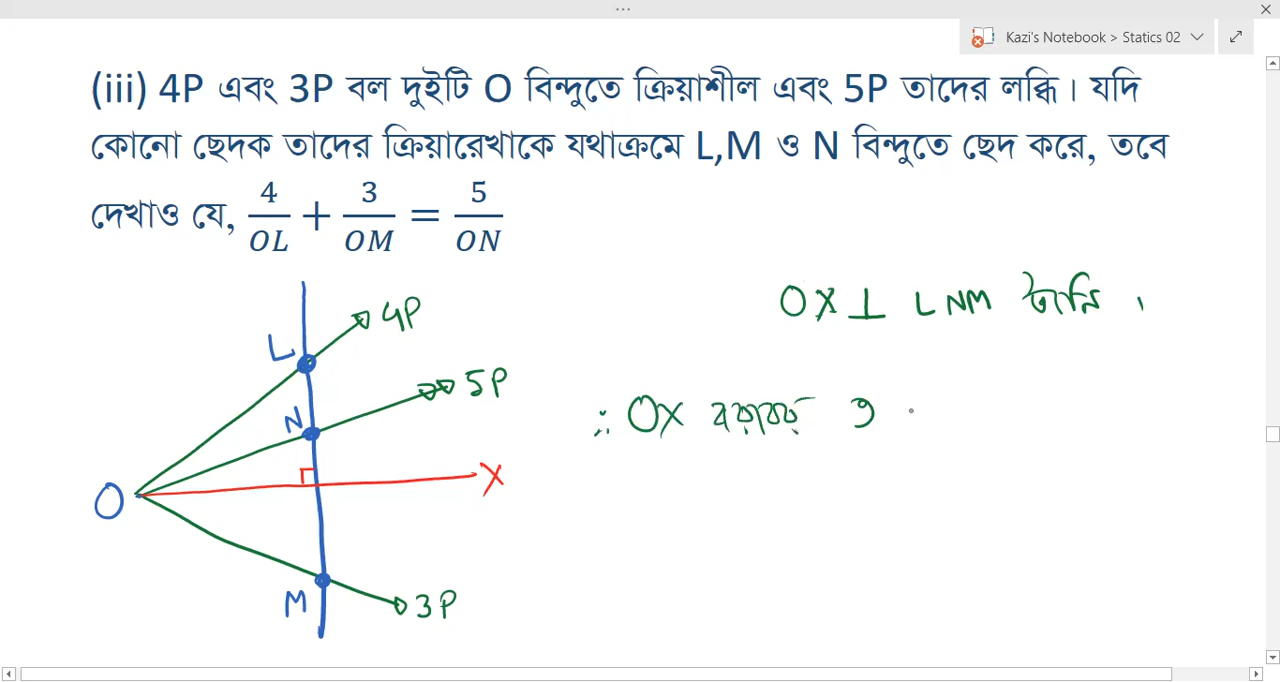 Kazi's Notebook > Statics 02
(iii) 4P এবং 3P বল দুইটি O বিন্দুতে ক্রিয়াশীল এবং 5P তাদের লব্ধি। যদি
কোনো ছেদক তাদের ক্রিয়ারেখাকে যথাক্রমে L,M ও N বিন্দুতে ছেদ করে, তবে
দেখাও যে, 4/OL + 3/OM = 5/ON
OX ⊥ LNM টানি ।
L
4P
5P
N
∴ OX বরাবর
O
X
M
3P